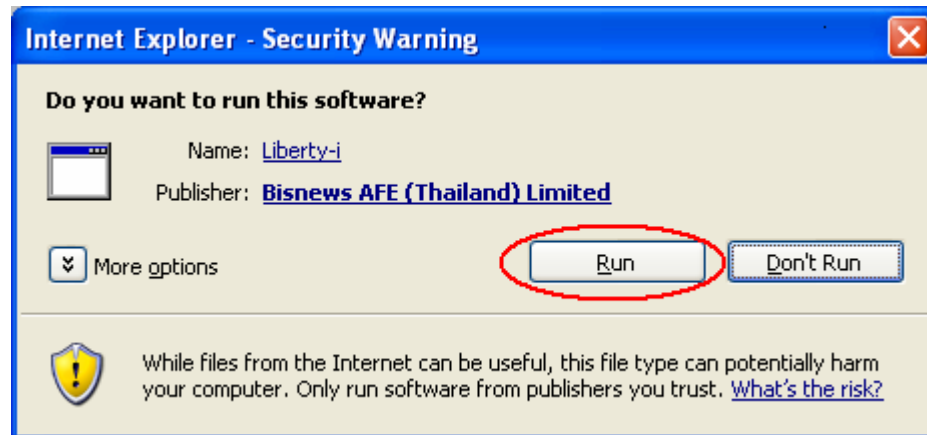 Internet Explorer - Security Warning
Do you want to run this software?
Name: Liberty-i
Publisher: Bisnews AFE (Thailand) Limited
More options
Run
Don't Run
While files from the Internet can be useful, this file type can potentially harm
your computer. Only run software from publishers you trust. What's the risk?